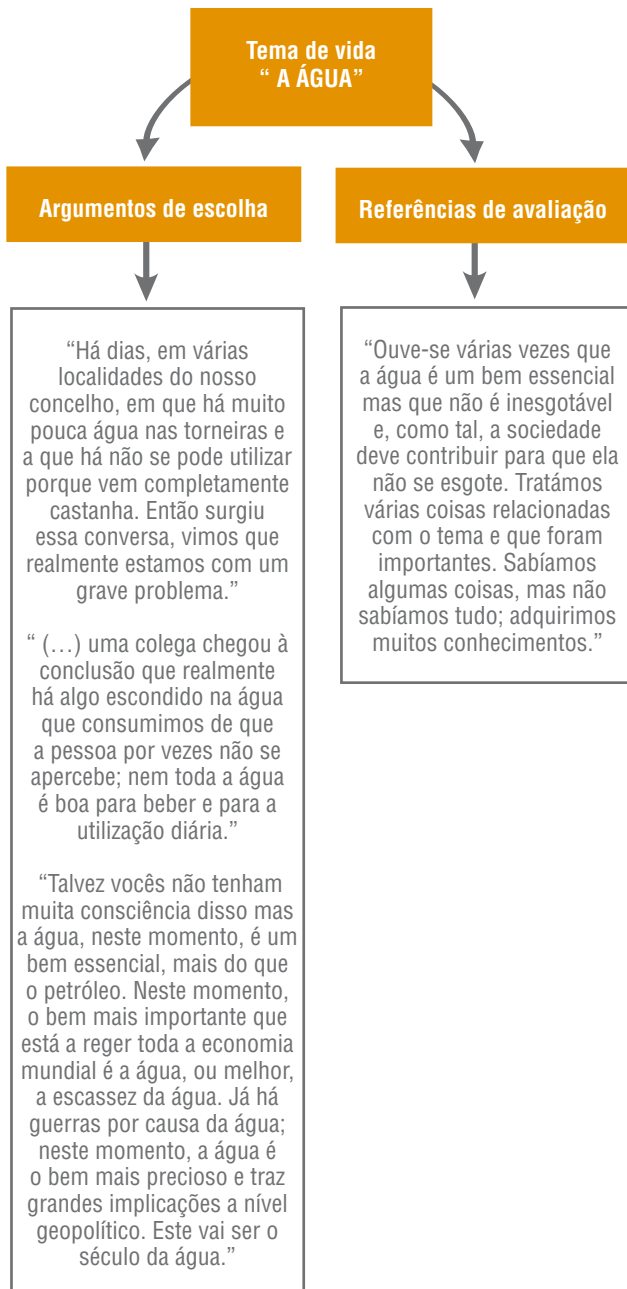 Tema de vida
“ A ÁGUA”
Argumentos de escolha
“Há dias, em várias
localidades do nosso
concelho, em que há muito
pouca água nas torneiras e
a que há não se pode utilizar
porque vem completamente
castanha. Então surgiu
essa conversa, vimos que
realmente estamos com um
grave problema.”
“ (…) uma colega chegou à
conclusão que realmente
há algo escondido na água
que consumimos de que
a pessoa por vezes não se
apercebe; nem toda a água
é boa para beber e para a
utilização diária.”
“Talvez vocês não tenham
muita consciência disso mas
a água, neste momento, é um
bem essencial, mais do que
o petróleo. Neste momento,
o bem mais importante que
está a reger toda a economia
mundial é a água, ou melhor,
a escassez da água. Já há
guerras por causa da água;
neste momento, a água é
o bem mais precioso e traz
grandes implicações a nível
geopolítico. Este vai ser o
século da água.”
Referências de avaliação
“Ouve-se várias vezes que
a água é um bem essencial
mas que não é inesgotável
e, como tal, a sociedade
deve contribuir para que ela
não se esgote. Tratámos
várias coisas relacionadas
com o tema e que foram
importantes. Sabíamos
algumas coisas, mas não
sabíamos tudo; adquirimos
muitos conhecimentos.”